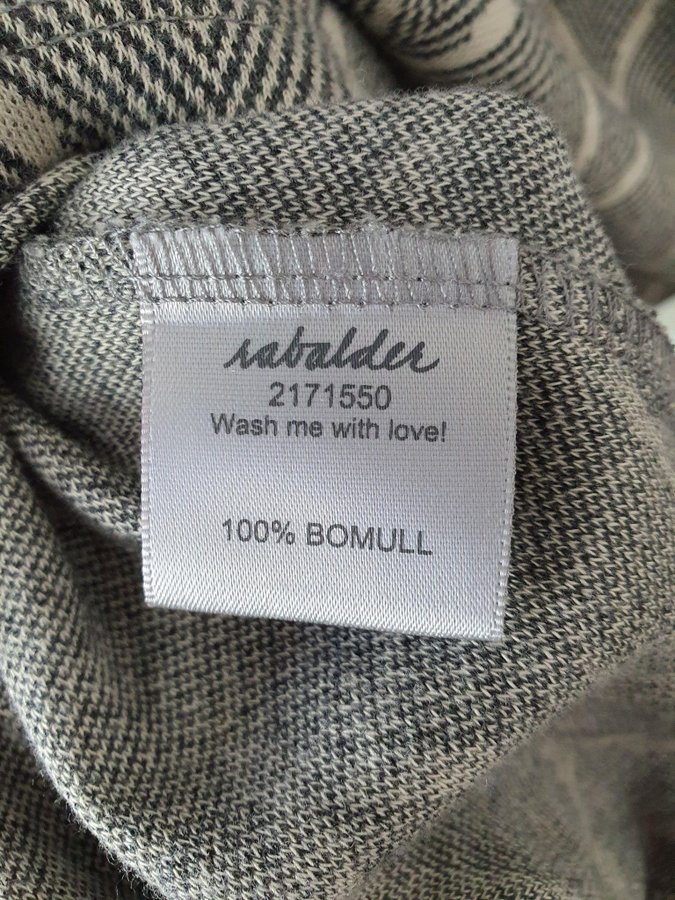 rabalder
2171550
Wash me with love!
100% BOMULL